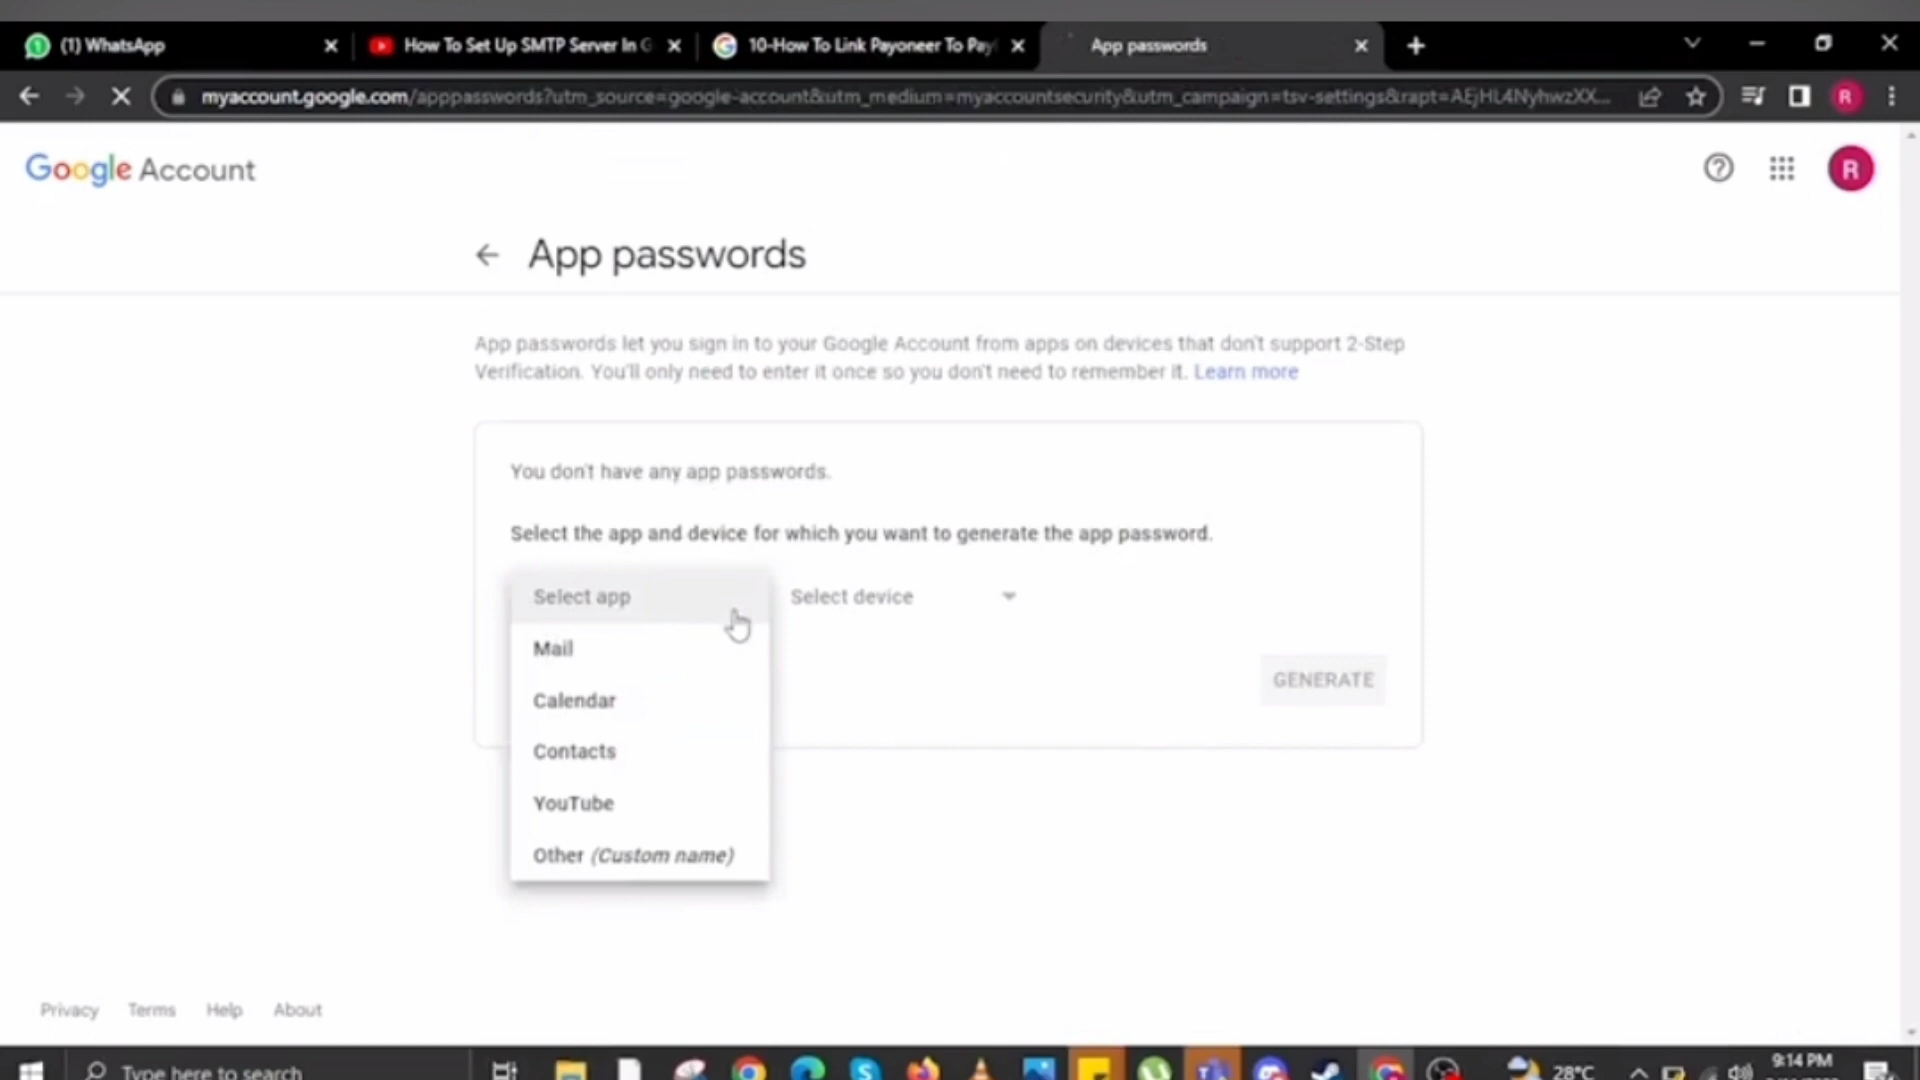 (1) WhatsApp
How To Set Up SMTP Server In G
10-How To Link Payoneer To Pay
App passwords
myaccount.google.com/apppasswords?utm_source=google-account&utm_medium=myaccountsecurity&utm_campaign=tsv-settings&rapt=AEjHL4NyhwzXX...
R
Google Account
R
App passwords
App passwords let you sign in to your Google Account from apps on devices that don't support 2-Step
Verification. You'll only need to enter it once so you don't need to remember it. Learn more
You don't have any app passwords.
Select the app and device for which you want to generate the app password.
Select app
Select device
Mail
GENERATE
Calendar
Contacts
YouTube
Other (Custom name)
Privacy Terms Help About
Type here to search
28°C
9:14 PM